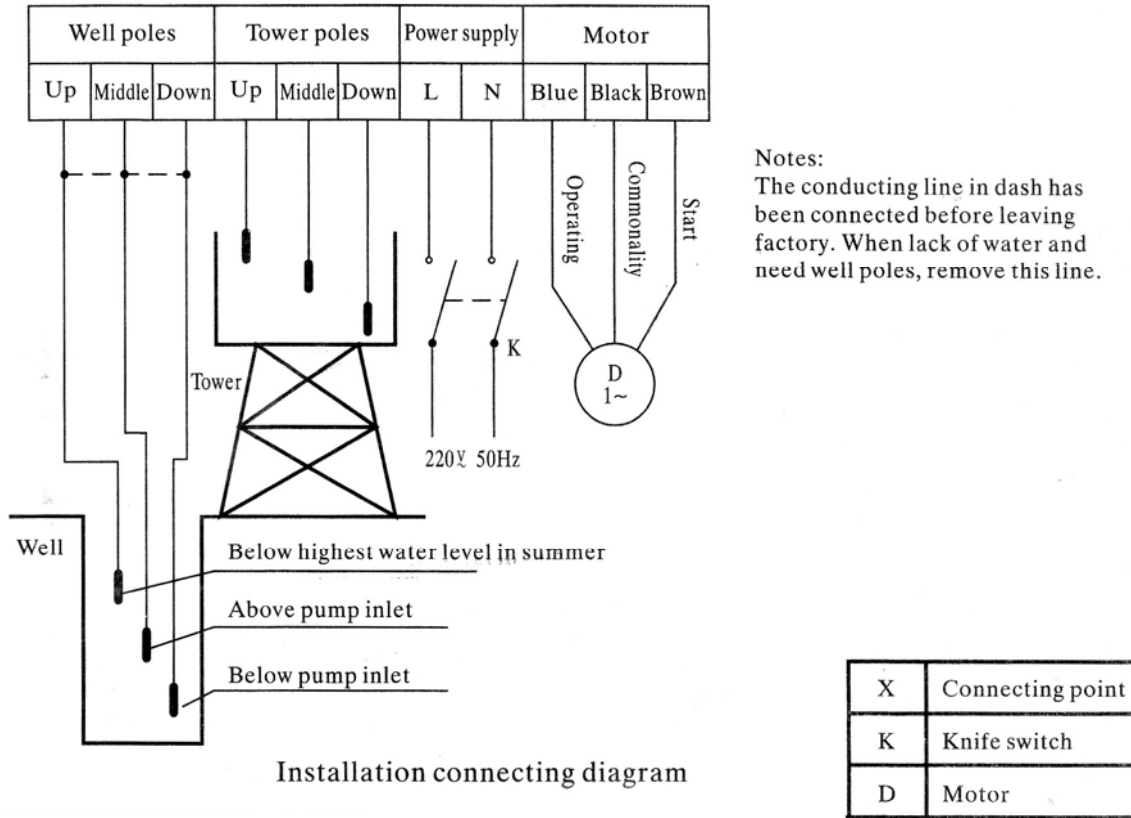 Well poles Tower poles Power supply Motor
Up Middle Down Up Middle Down L N Blue Black Brown
Operating
Commonality
Start
Notes:
The conducting line in dash has
been connected before leaving
factory. When lack of water and
need well poles, remove this line.
K
D
1~
Tower
220V~ 50Hz
Well
Below highest water level in summer
Above pump inlet
Below pump inlet
X Connecting point
K Knife switch
D Motor
Installation connecting diagram